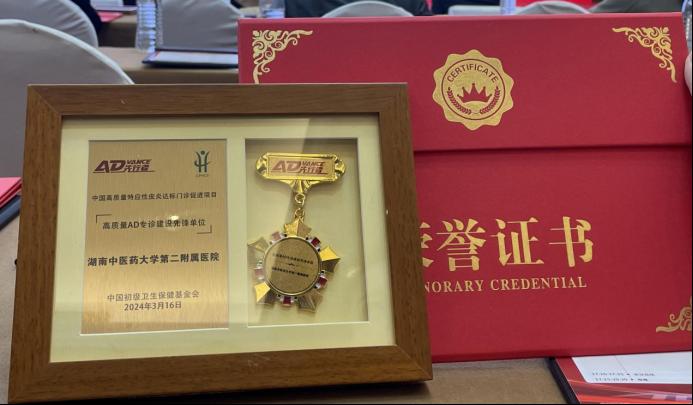 ADVANCE
先行者
中国高质量特应性皮炎达标门诊促进项目
高质量AD专诊建设先锋单位
湖南中医药大学第二附属医院
中国初级卫生保健基金会
2024年3月16日
ADVANCE
先行者
CERTIFICATE
荣誉证书
HONORARY CREDENTIAL